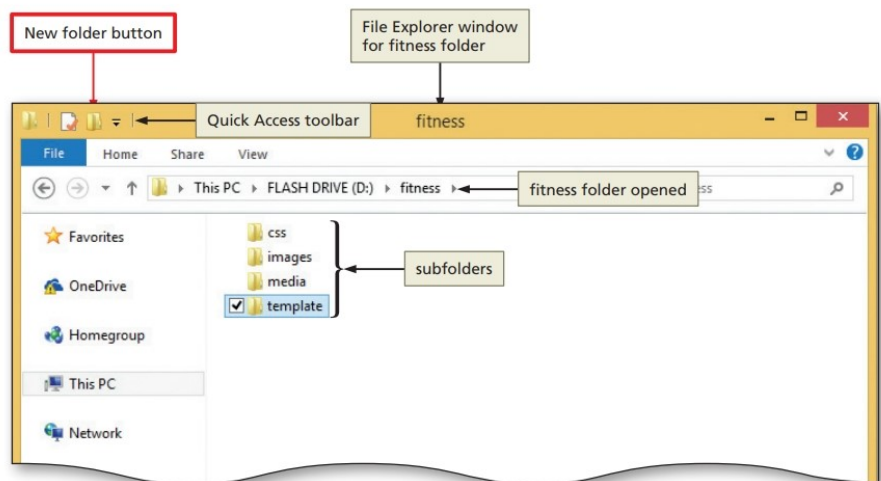 New folder button
File Explorer window
for fitness folder
Quick Access toolbar
fitness
File Home Share View
This PC FLASH DRIVE (D:) fitness
fitness folder opened
ess
Favorites
OneDrive
Homegroup
This PC
Network
css
images
media
template
subfolders